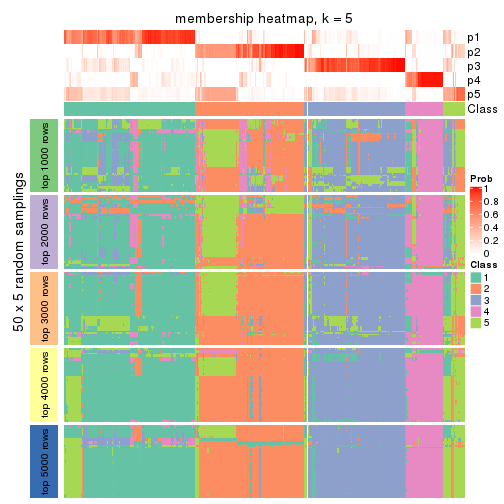 membership heatmap, k = 5
p1
p2
p3
p4
p5
Class
50 x 5 random samplings
top 1000 rows
top 2000 rows
top 3000 rows
top 4000 rows
top 5000 rows
Prob
1
0.8
0.6
0.4
0.2
0
Class
1
2
3
4
5